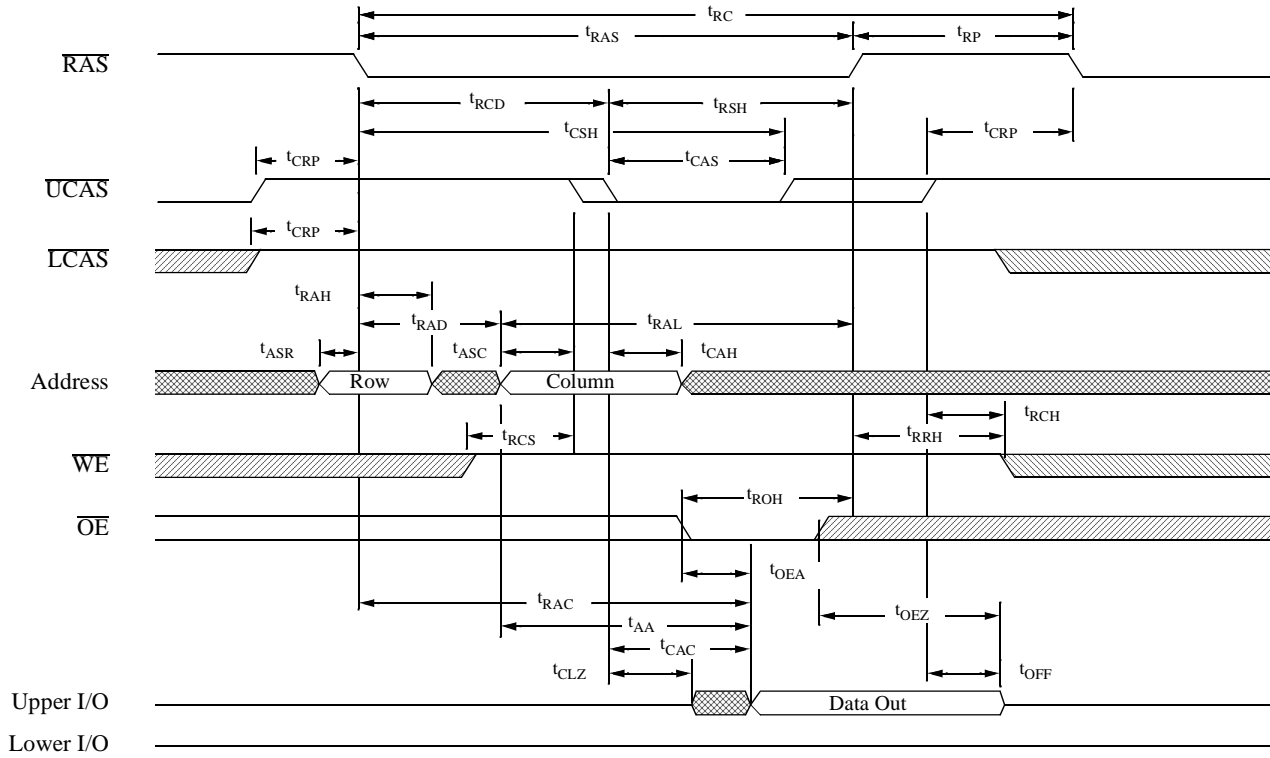 tRC
tRAS
tRP
RAS
tRCD
tRSH
tCSH
tCRP
tCRP
tCAS
UCAS
tCRP
LCAS
tRAH
tRAD
tRAL
tASR
tASC
tCAH
Address
Row
Column
tRCH
tRCS
tRRH
WE
tROH
OE
tOEA
tRAC
tOEZ
tAA
tCAC
tCLZ
tOFF
Upper I/O
Data Out
Lower I/O